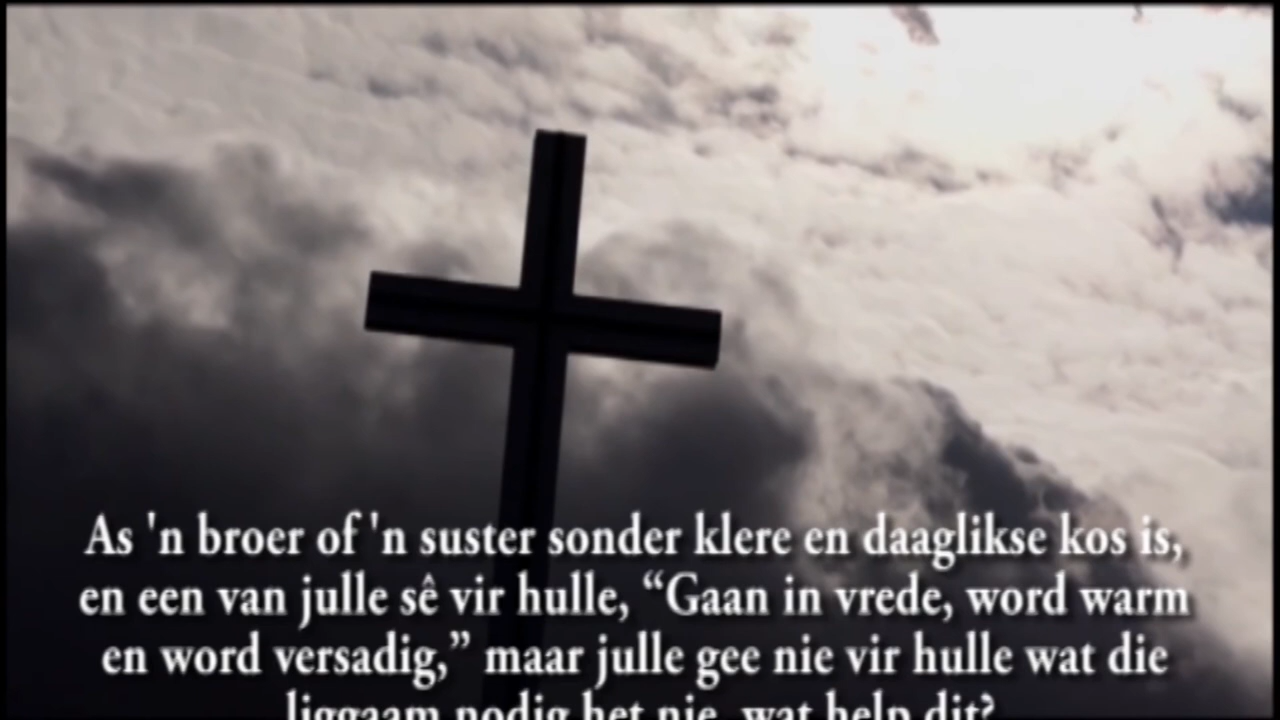 As 'n broer of 'n suster sonder klere en daaglikse kos is,
en een van julle sê vir hulle, “Gaan in vrede, word warm
en word versadig,” maar julle gee nie vir hulle wat die
liggaam nodig het nie, wat help dit?